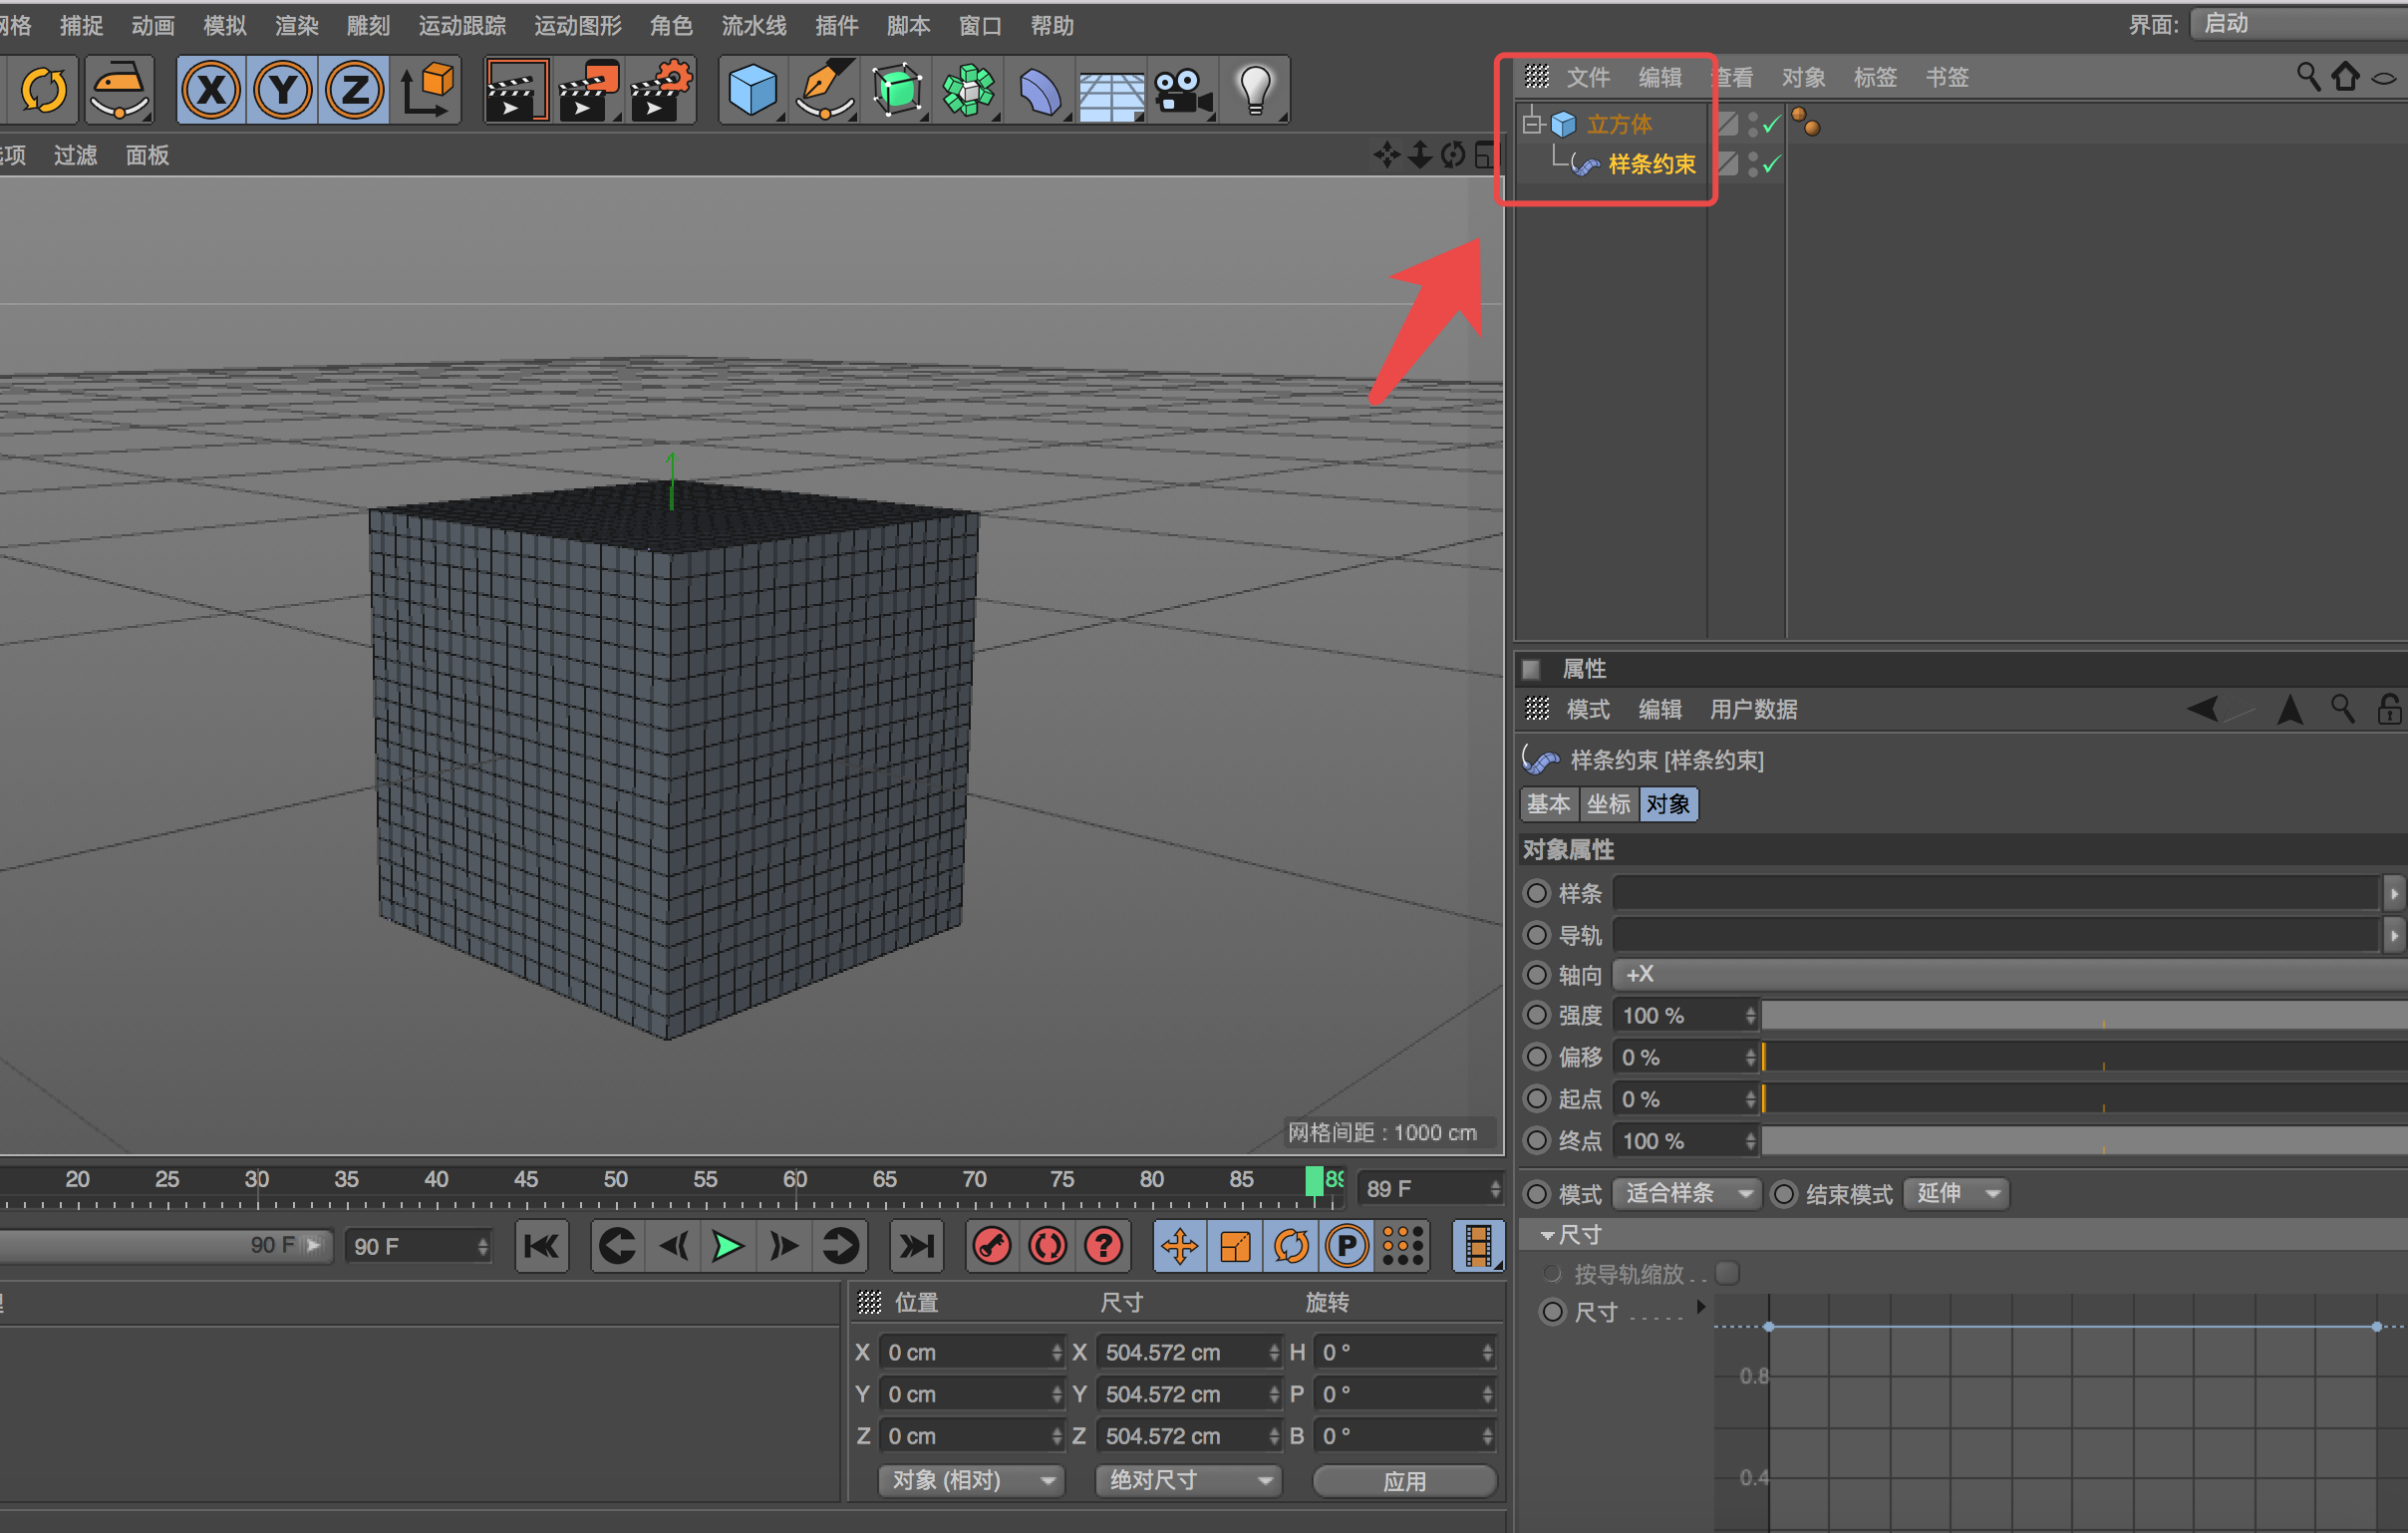 网格 捕捉 动画 模拟 渲染 雕刻 运动跟踪 运动图形 角色 流水线 插件 脚本 窗口 帮助
界面: 启动
X Y Z
文件 编辑 查看 对象 标签 书签
立方体
样条约束
选项 过滤 面板
网格间距 : 1000 cm
属性
模式 编辑 用户数据
样条约束 [样条约束]
基本 坐标 对象
对象属性
样条
导轨
轴向 +X
强度 100 %
偏移 0 %
起点 0 %
终点 100 %
模式 适合样条 结束模式 延伸
尺寸
按导轨缩放 . .
尺寸 . . . . . .
0.8
0.4
20 25 30 35 40 45 50 55 60 65 70 75 80 85 89
89 F
90 F 90 F
? P
位置 尺寸 旋转
X 0 cm X 504.572 cm H 0 °
Y 0 cm Y 504.572 cm P 0 °
Z 0 cm Z 504.572 cm B 0 °
对象 (相对) 绝对尺寸 应用